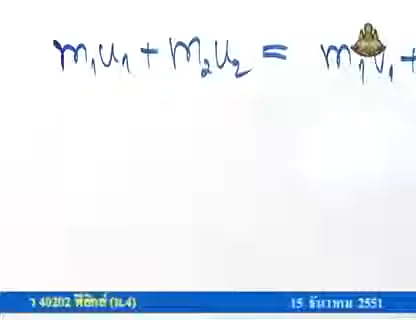 m₁u₁ + m₂u₂ = m₁v₁ +
ว 40202 ฟิสิกส์ (ม.4) 15 ธันวาคม 2551